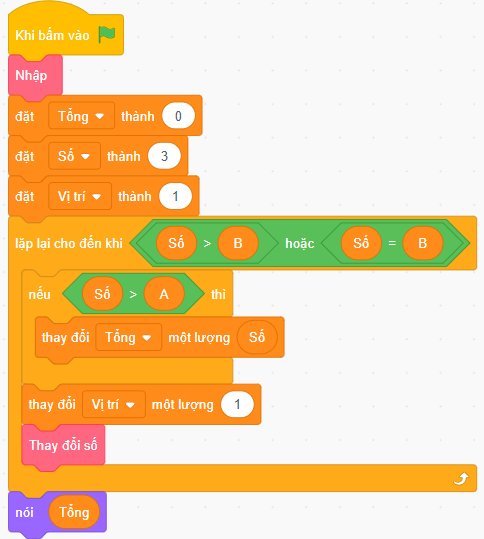 Khi bấm vào
Nhập
đặt Tổng thành 0
đặt Số thành 3
đặt Vị trí thành 1
lặp lại cho đến khi Số > B hoặc Số = B
nếu Số > A thì
thay đổi Tổng một lượng Số
thay đổi Vị trí một lượng 1
Thay đổi số
nói Tổng